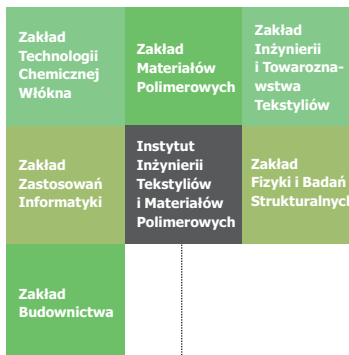 Zakład
Technologii
Chemicznej
Włókna
Zakład
Materiałów
Polimerowych
Zakład
Inżynierii
i Towarozna-
wstwa
Tekstyliów
Zakład
Zastosowań
Informatyki
Instytut
Inżynierii
Tekstyliów
i Materiałów
Polimerowych
Zakład
Fizyki i Badań
Strukturalnych
Zakład
Budownictwa